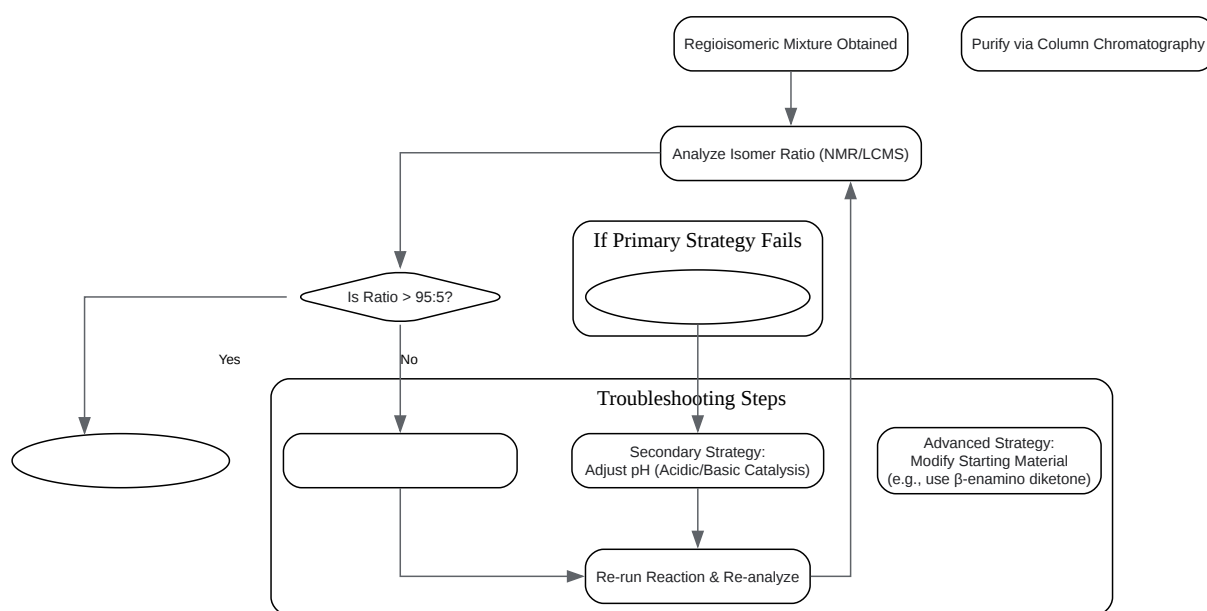 Regioisomeric Mixture Obtained
Purify via Column Chromatography
Analyze Isomer Ratio (NMR/LCMS)
If Primary Strategy Fails
Is Ratio > 95:5?
Yes
No
Troubleshooting Steps
Secondary Strategy:
Adjust pH (Acidic/Basic Catalysis)
Advanced Strategy:
Modify Starting Material
(e.g., use β-enamino diketone)
Re-run Reaction & Re-analyze